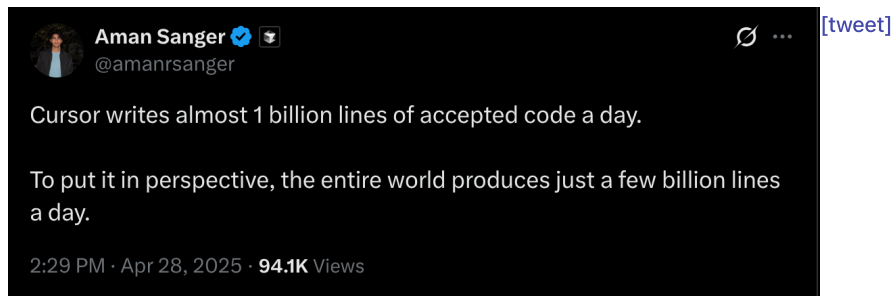 Aman Sanger
@amanrsanger
[tweet]
Cursor writes almost 1 billion lines of accepted code a day.
To put it in perspective, the entire world produces just a few billion lines
a day.
2:29 PM · Apr 28, 2025 · 94.1K Views